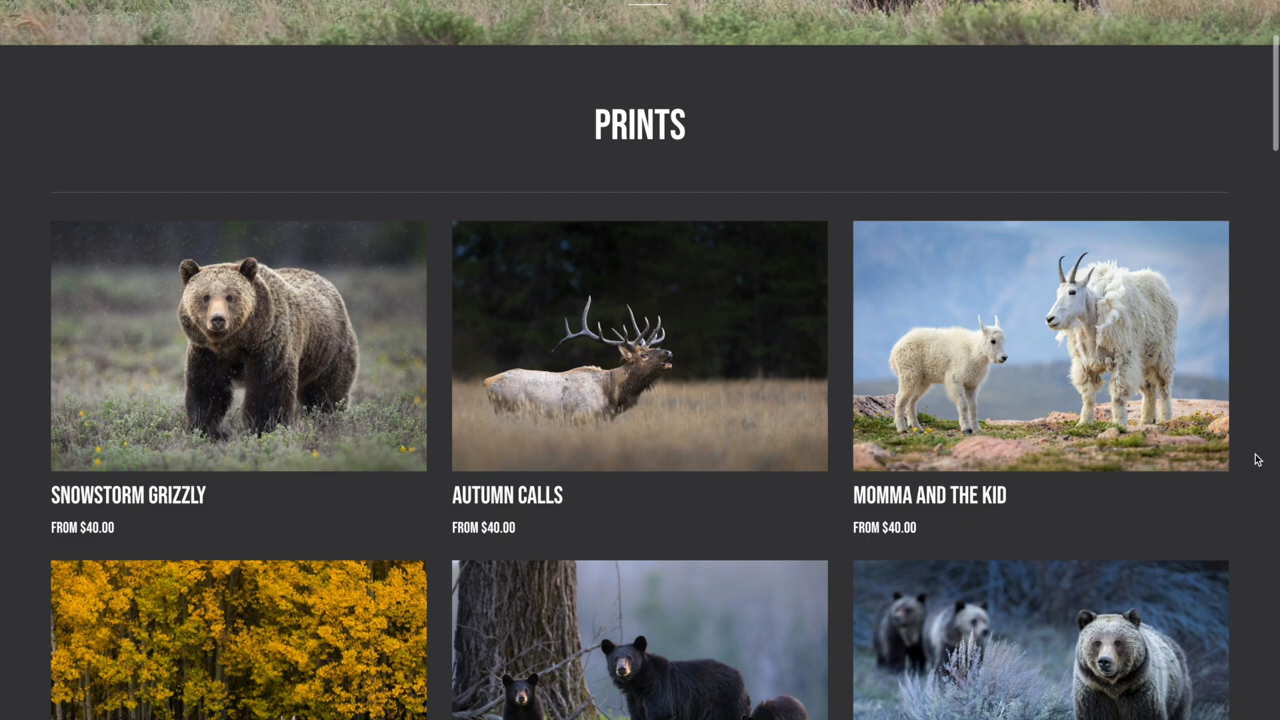 PRINTS
SNOWSTORM GRIZZLY
AUTUMN CALLS
MOMMA AND THE KID
FROM $40.00
FROM $40.00
FROM $40.00